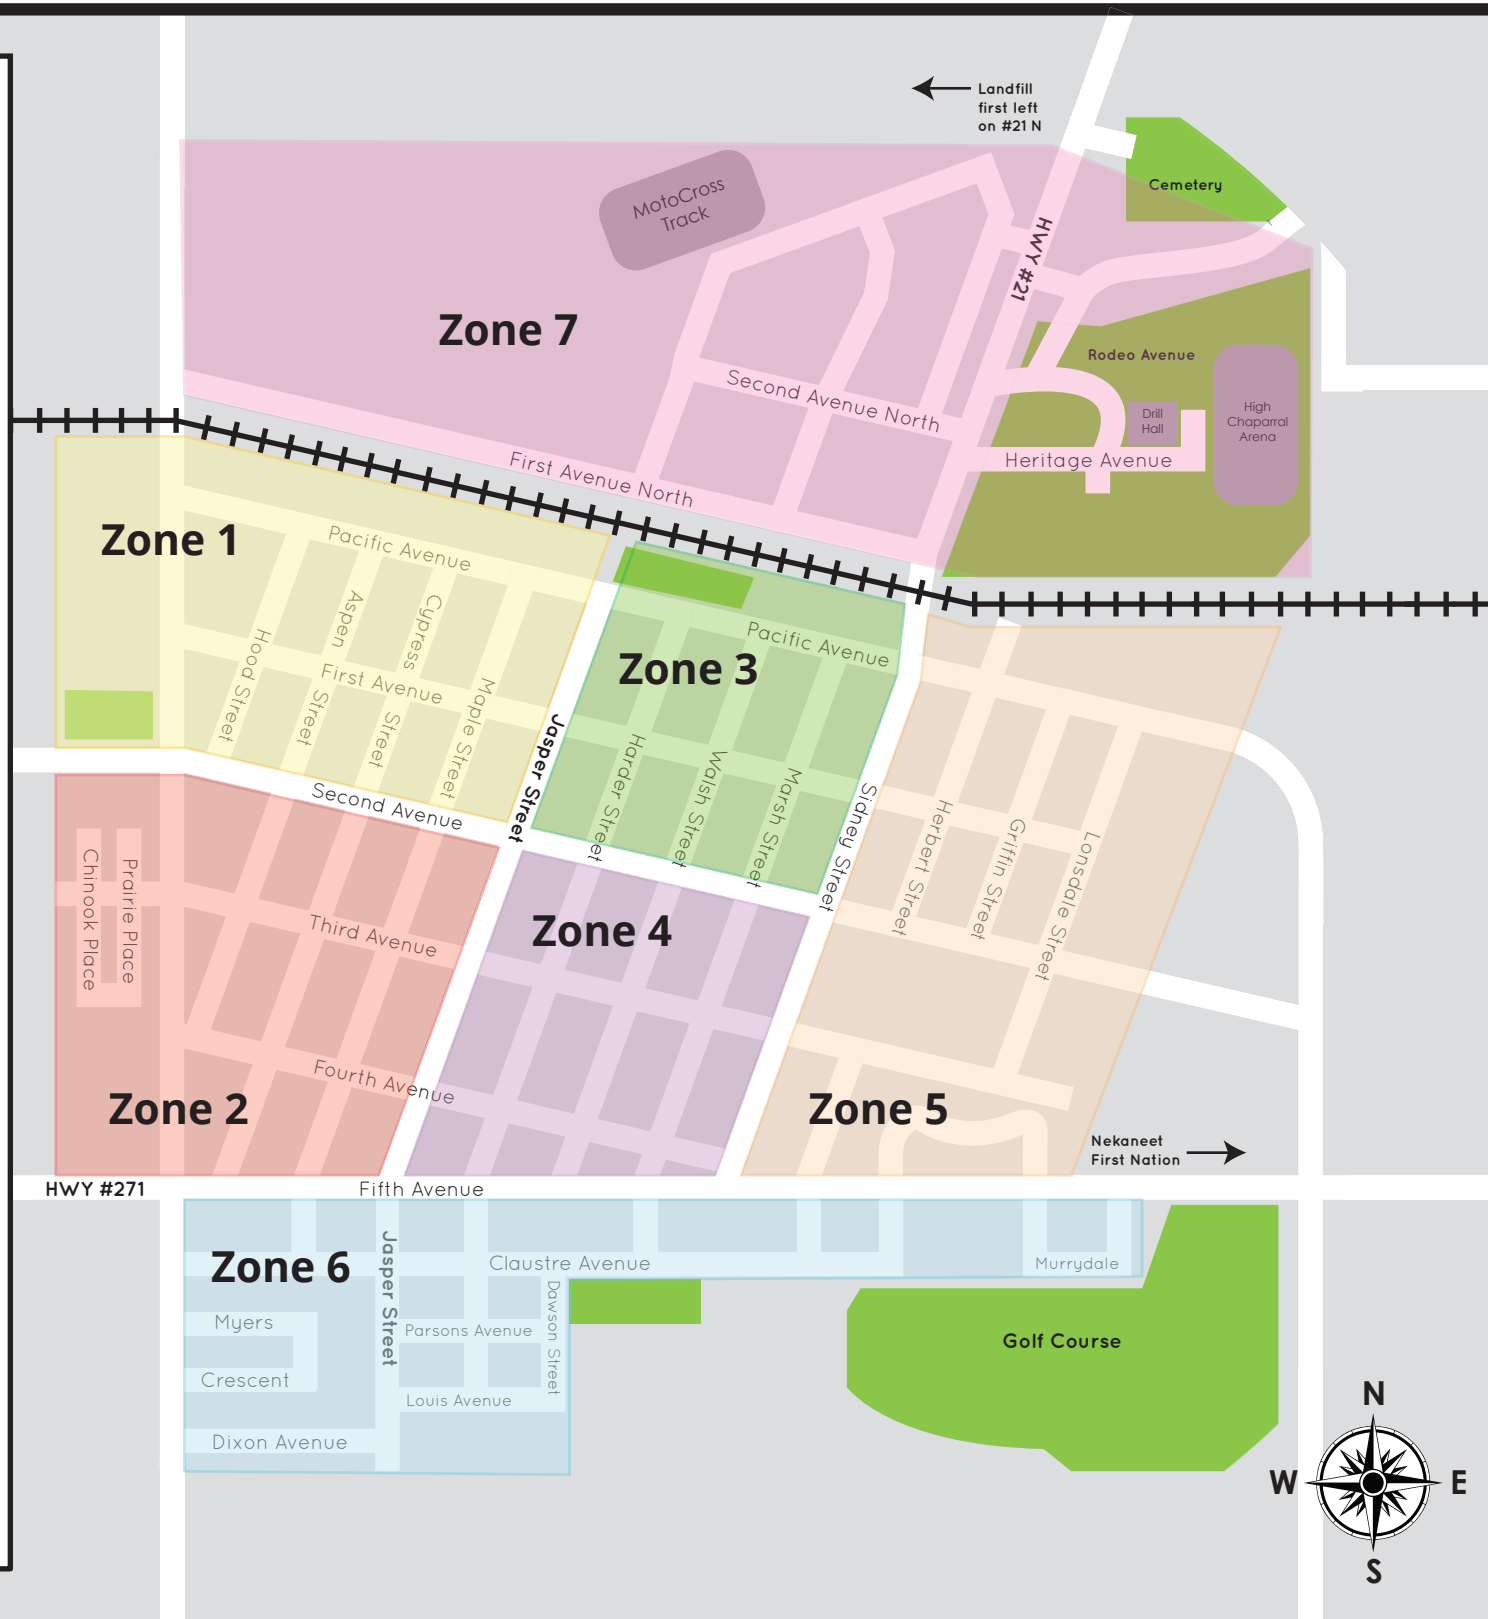 Landfill
first left
on #21 N
Cemetery
MotoCross
Track
HWY #21
Zone 7
Rodeo Avenue
Second Avenue North
Drill
Hall
High
Chaparral
Arena
Heritage Avenue
First Avenue North
Zone 1
Pacific Avenue
Aspen
Street
Cypress
Street
Hood Street
First Avenue
Maple Street
Zone 3
Pacific Avenue
Jasper Street
Harder Street
Walsh Street
Marsh Street
Sidney Street
Herbert Street
Griffin Street
Lonsdale Street
Second Avenue
Chinook Place
Prairie Place
Third Avenue
Zone 4
Fourth Avenue
Zone 2
Zone 5
Nekaneet
First Nation
HWY #271
Fifth Avenue
Zone 6
Jasper Street
Claustre Avenue
Murrydale
Myers
Crescent
Parsons Avenue
Dawson Street
Louis Avenue
Dixon Avenue
Golf Course
N
W
E
S